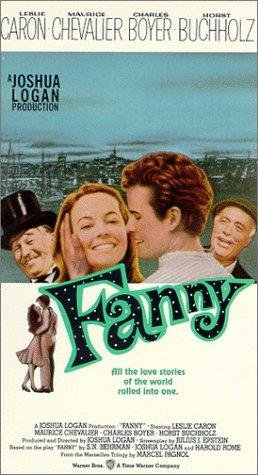 LESLIE MAURICE CHARLES HORST
CARON CHEVALIER BOYER BUCHHOLZ
A JOSHUA
LOGAN
PRODUCTION
Fanny
All the love stories
of the world
rolled into one.
A JOSHUA LOGAN Production · "FANNY" · Starring LESLIE CARON
MAURICE CHEVALIER · CHARLES BOYER · HORST BUCHHOLZ
Produced and Directed by JOSHUA LOGAN · Screenplay by JULIUS J. EPSTEIN
Based on the play "FANNY" by S.N. BEHRMAN · JOSHUA LOGAN and HAROLD ROME
From the Marseilles Trilogy by MARCEL PAGNOL
Warner Bros. A Time Warner Company